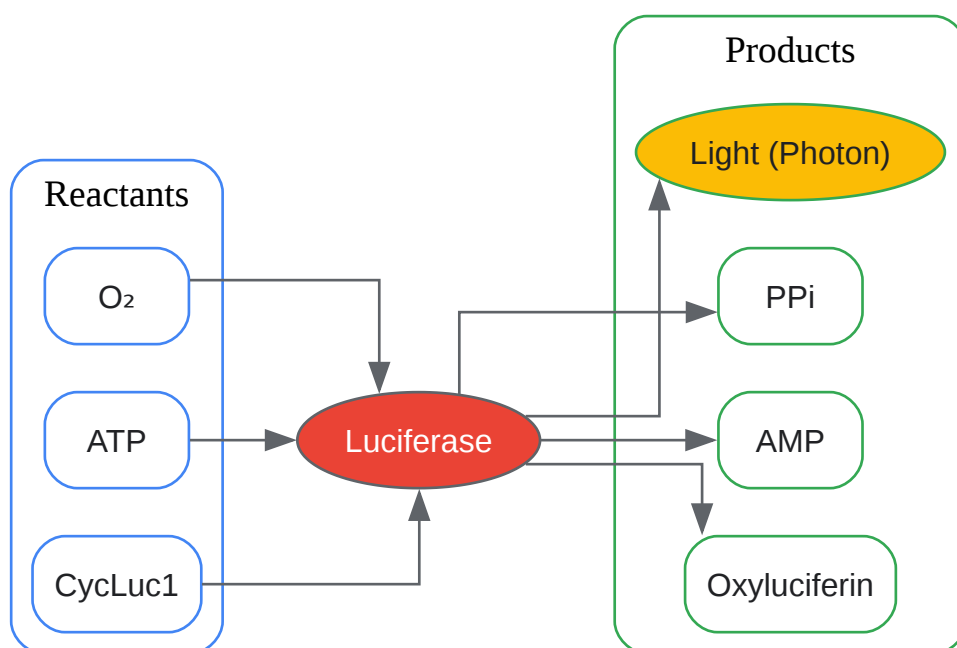 Reactants
O₂
ATP
CycLuc1
Luciferase
Products
Light (Photon)
PPi
AMP
Oxyluciferin